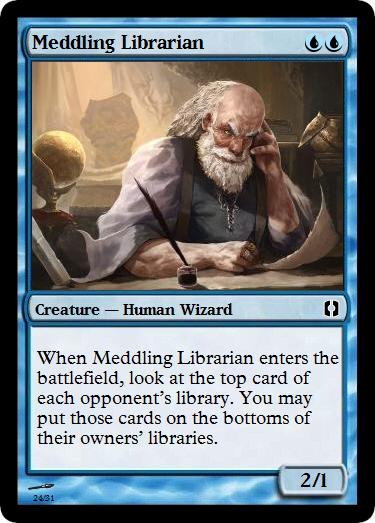 Meddling Librarian
Creature — Human Wizard
When Meddling Librarian enters the
battlefield, look at the top card of
each opponent's library. You may
put those cards on the bottoms of
their owners' libraries.
2/1
24/31